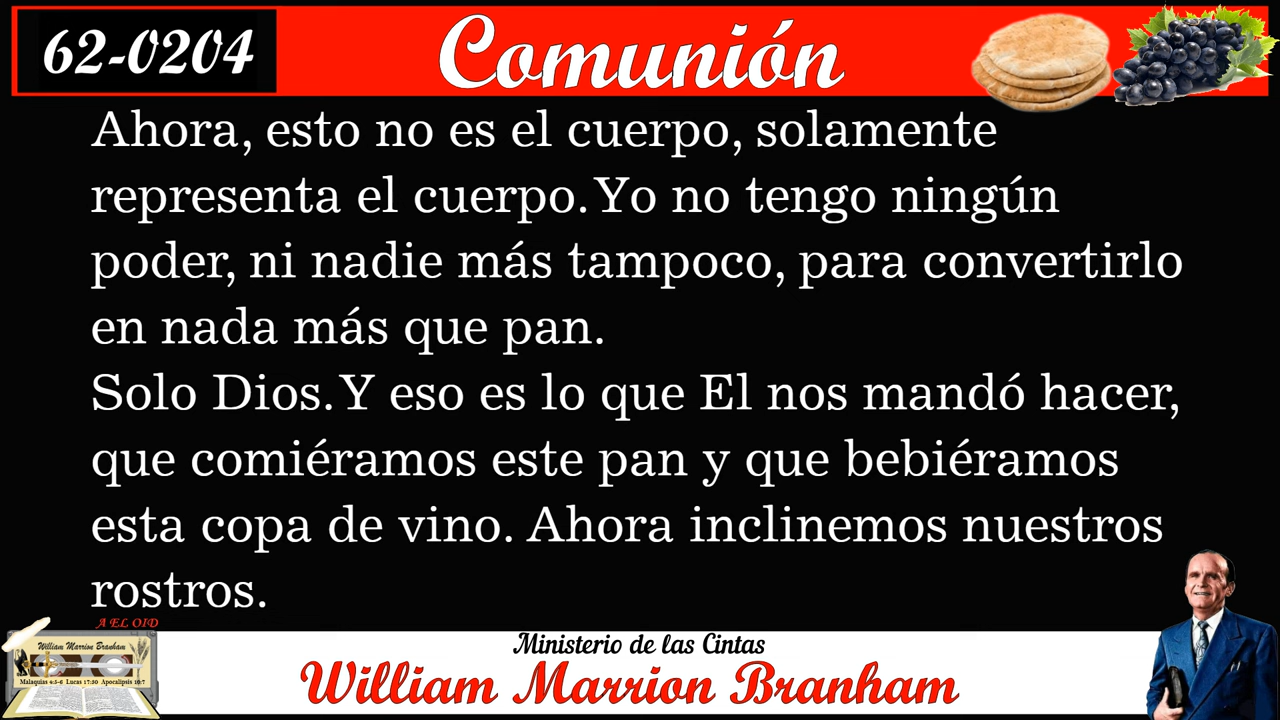 62-0204
Comunión
Ahora, esto no es el cuerpo, solamente
representa el cuerpo. Yo no tengo ningún
poder, ni nadie más tampoco, para convertirlo
en nada más que pan.
Solo Dios. Y eso es lo que El nos mandó hacer,
que comiéramos este pan y que bebiéramos
esta copa de vino. Ahora inclinemos nuestros
rostros.
A EL OID
William Marrion Branham
Malaquías 4:5-6 Lucas 17:30 Apocalipsis 10:7
Ministerio de las Cintas
William Marrion Branham